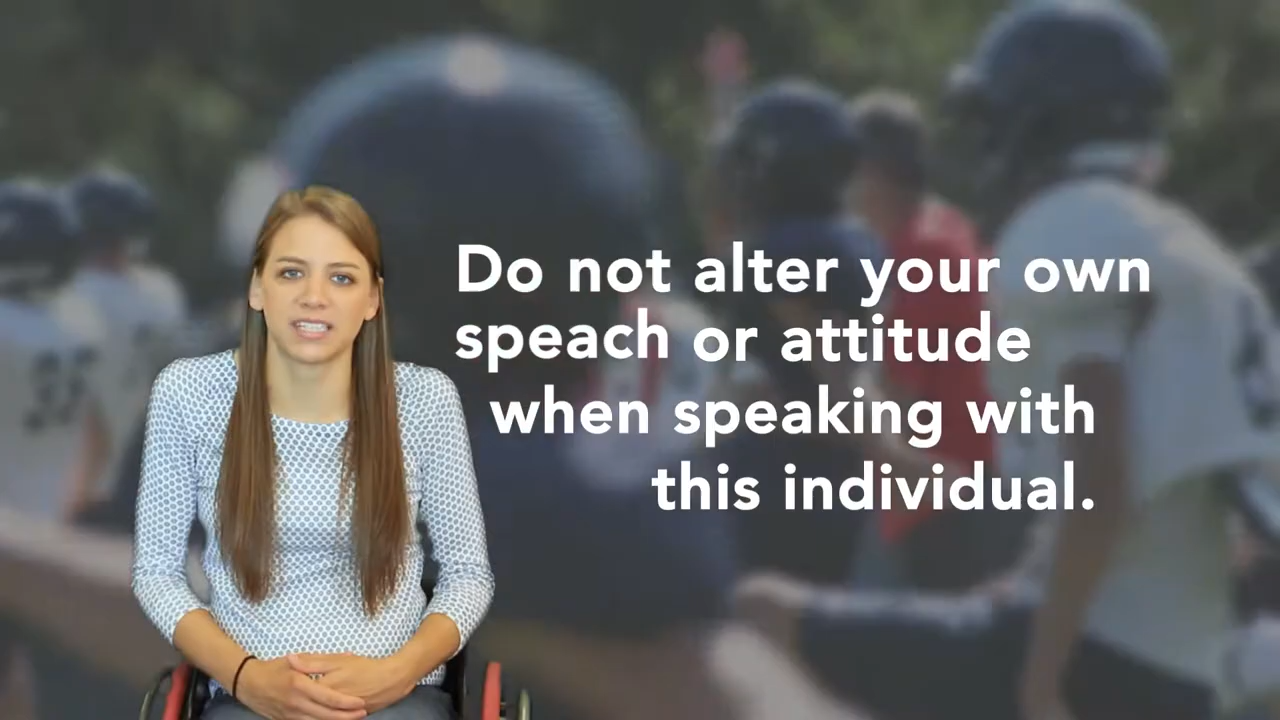 Do not alter your own
speach or attitude
when speaking with
this individual.